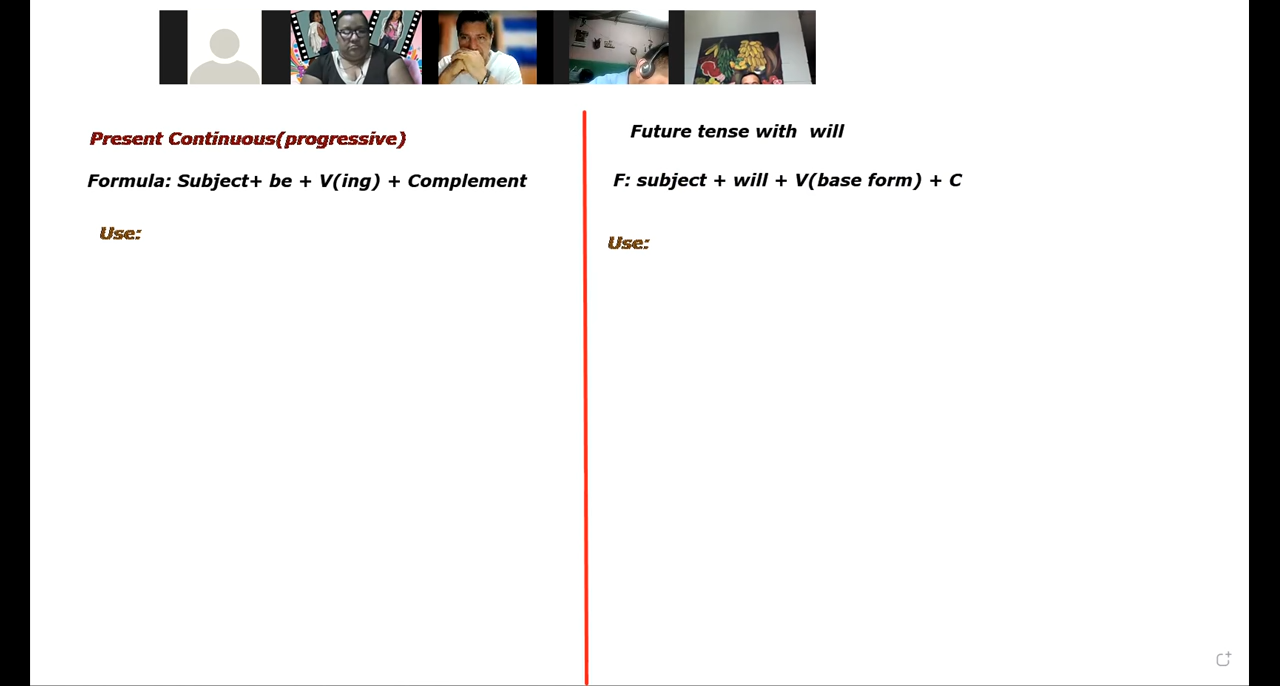 Present Continuous(progressive)
Formula: Subject+ be + V(ing) + Complement
Use:
Future tense with  will
F: subject + will + V(base form) + C
Use: